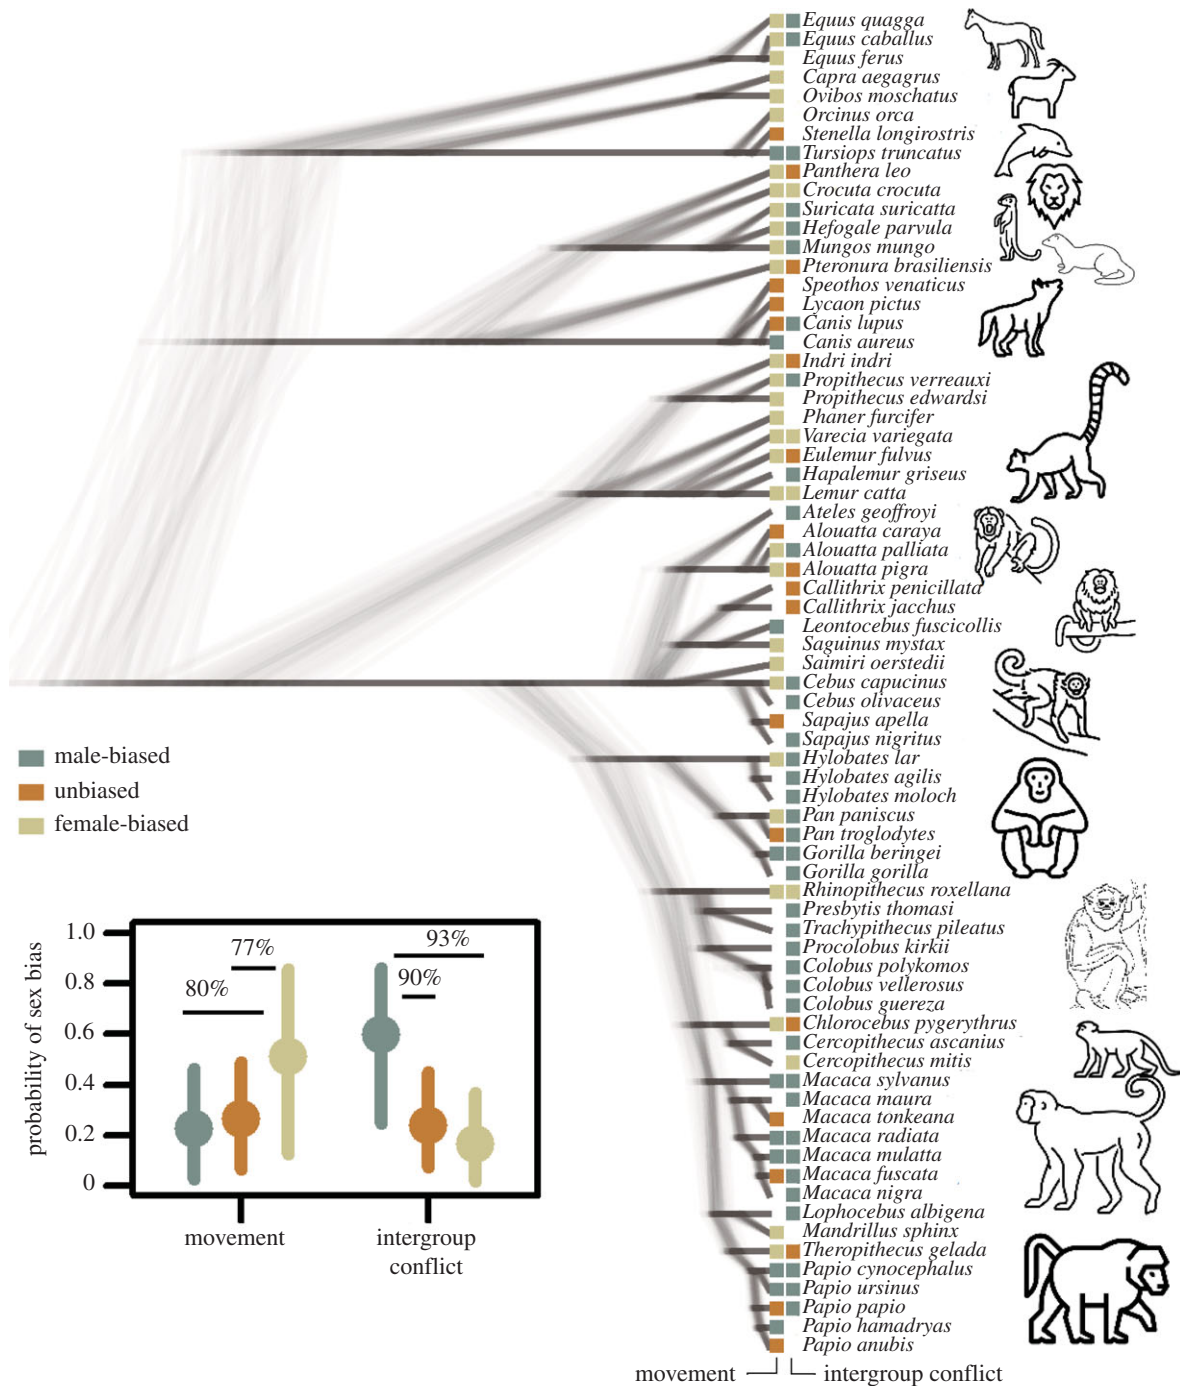 Equus quagga
Equus caballus
Equus ferus
Capra aegagrus
Ovibos moschatus
Orcinus orca
Stenella longirostris
Tursiops truncatus
Panthera leo
Crocuta crocuta
Suricata suricatta
Hefogale parvula
Mungos mungo
Pteronura brasiliensis
Speothos venaticus
Lycaon pictus
Canis lupus
Canis aureus
Indri indri
Propithecus verreauxi
Propithecus edwardsi
Phaner furcifer
Varecia variegata
Eulemur fulvus
Hapalemur griseus
Lemur catta
Ateles geoffroyi
Alouatta caraya
Alouatta palliata
Alouatta pigra
Callithrix penicillata
Callithrix jacchus
Leontocebus fuscicollis
Saguinus mystax
Saimiri oerstedii
Cebus capucinus
Cebus olivaceus
Sapajus apella
Sapajus nigritus
Hylobates lar
Hylobates agilis
Hylobates moloch
Pan paniscus
Pan troglodytes
Gorilla beringei
Gorilla gorilla
Rhinopithecus roxellana
Presbytis thomasi
Trachypithecus pileatus
Procolobus kirkii
Colobus polykomos
Colobus vellerosus
Colobus guereza
Chlorocebus pygerythrus
Cercopithecus ascanius
Cercopithecus mitis
Macaca sylvanus
Macaca maura
Macaca tonkeana
Macaca radiata
Macaca mulatta
Macaca fuscata
Macaca nigra
Lophocebus albigena
Mandrillus sphinx
Theropithecus gelada
Papio cynocephalus
Papio ursinus
Papio papio
Papio hamadryas
Papio anubis
movement
intergroup conflict
male-biased
unbiased
female-biased
probability of sex bias
1.0
0.8
0.6
0.4
0.2
0
80%
77%
93%
90%
movement
intergroup
conflict